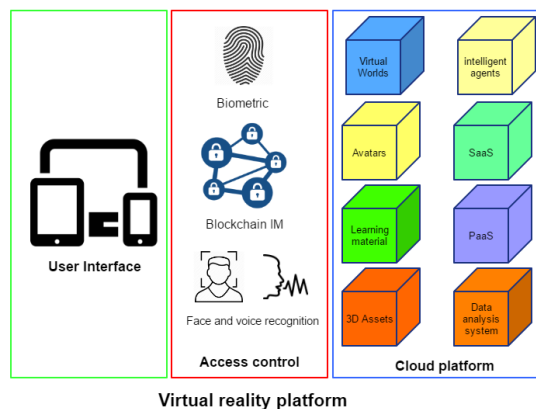 User Interface
Biometric
Blockchain IM
Face and voice recognition
Access control
Virtual
Worlds
intelligent
agents
Avatars
SaaS
Learning
material
PaaS
3D Assets
Data
analysis
system
Cloud platform
Virtual reality platform